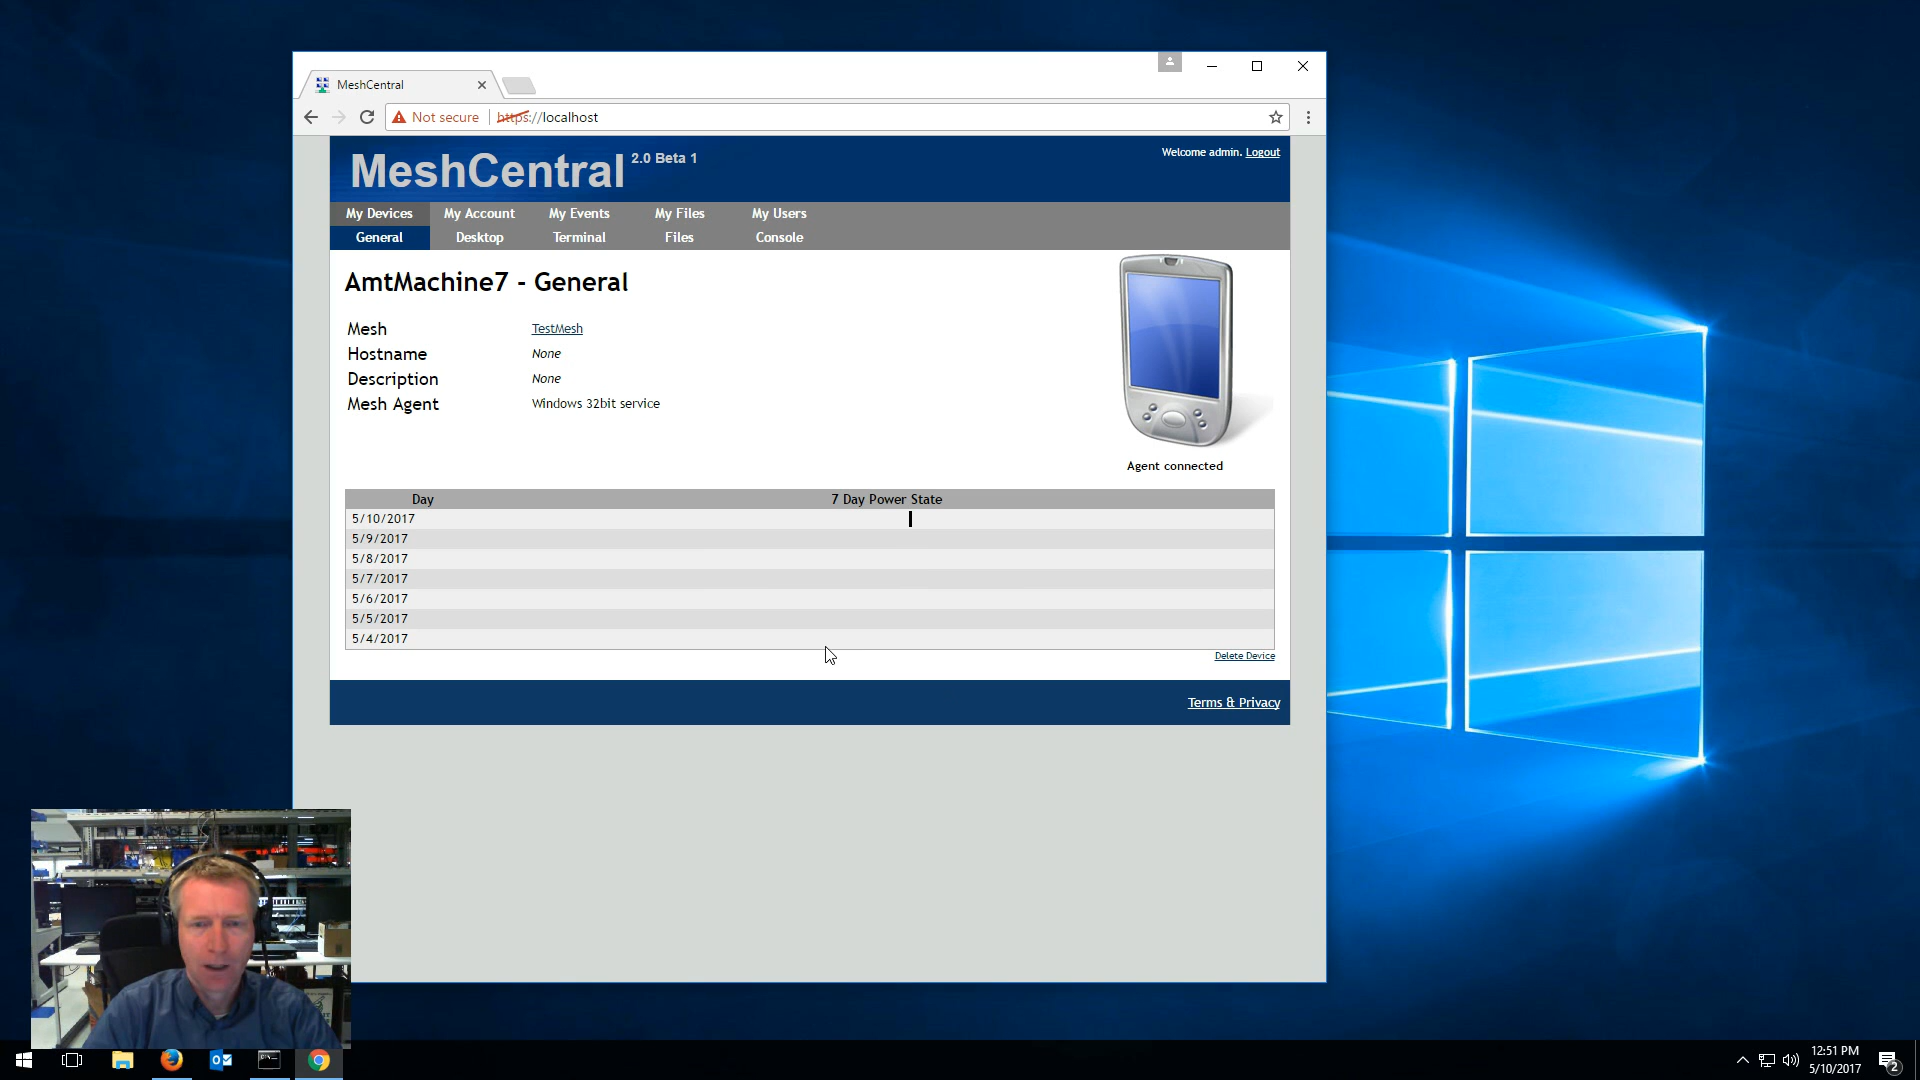 MeshCentral
Not secure
https://localhost
MeshCentral 2.0 Beta 1
Welcome admin. Logout
My Devices My Account My Events My Files My Users
General Desktop Terminal Files Console
AmtMachine7 - General
Mesh TestMesh
Hostname None
Description None
Mesh Agent Windows 32bit service
Agent connected
Day 7 Day Power State
5/10/2017
5/9/2017
5/8/2017
5/7/2017
5/6/2017
5/5/2017
5/4/2017
Delete Device
Terms & Privacy
12:51 PM
5/10/2017
2